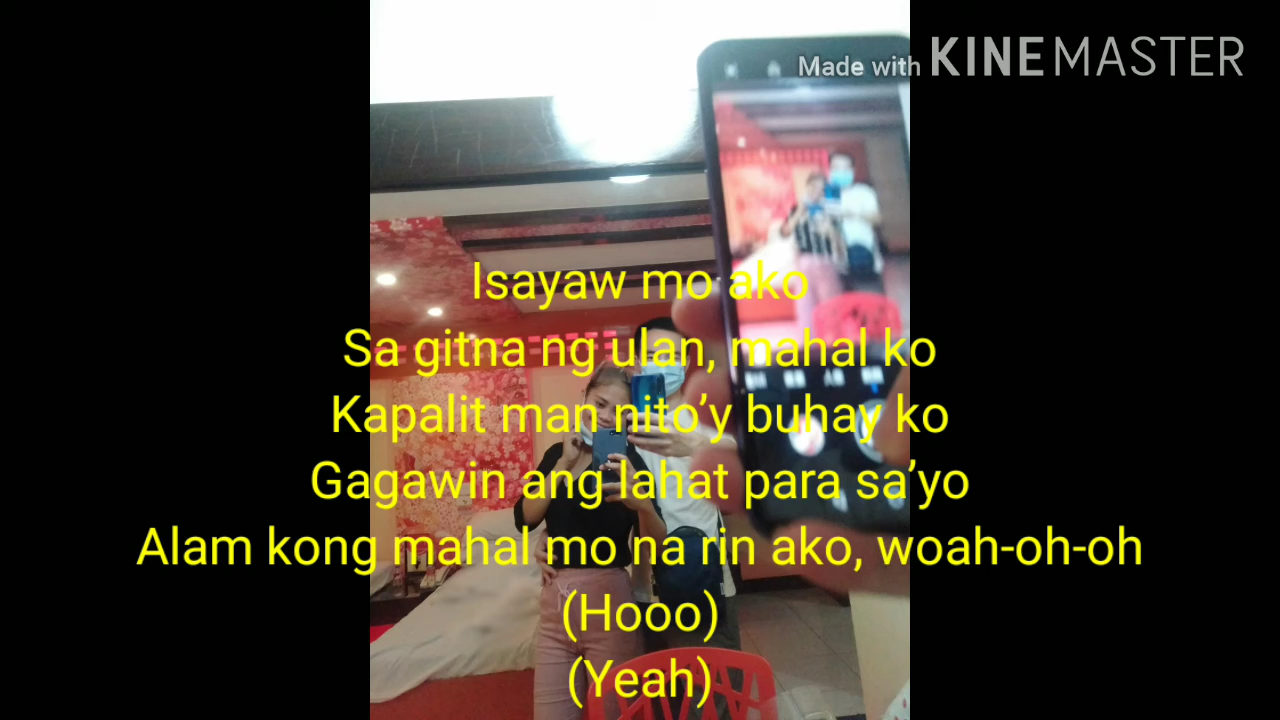 Made with KINEMASTER
Isayaw mo ako
Sa gitna ng ulan, mahal ko
Kapalit man nito’y buhay ko
Gagawin ang lahat para sa’yo
Alam kong mahal mo na rin ako, woah-oh-oh
(Hooo)
(Yeah)